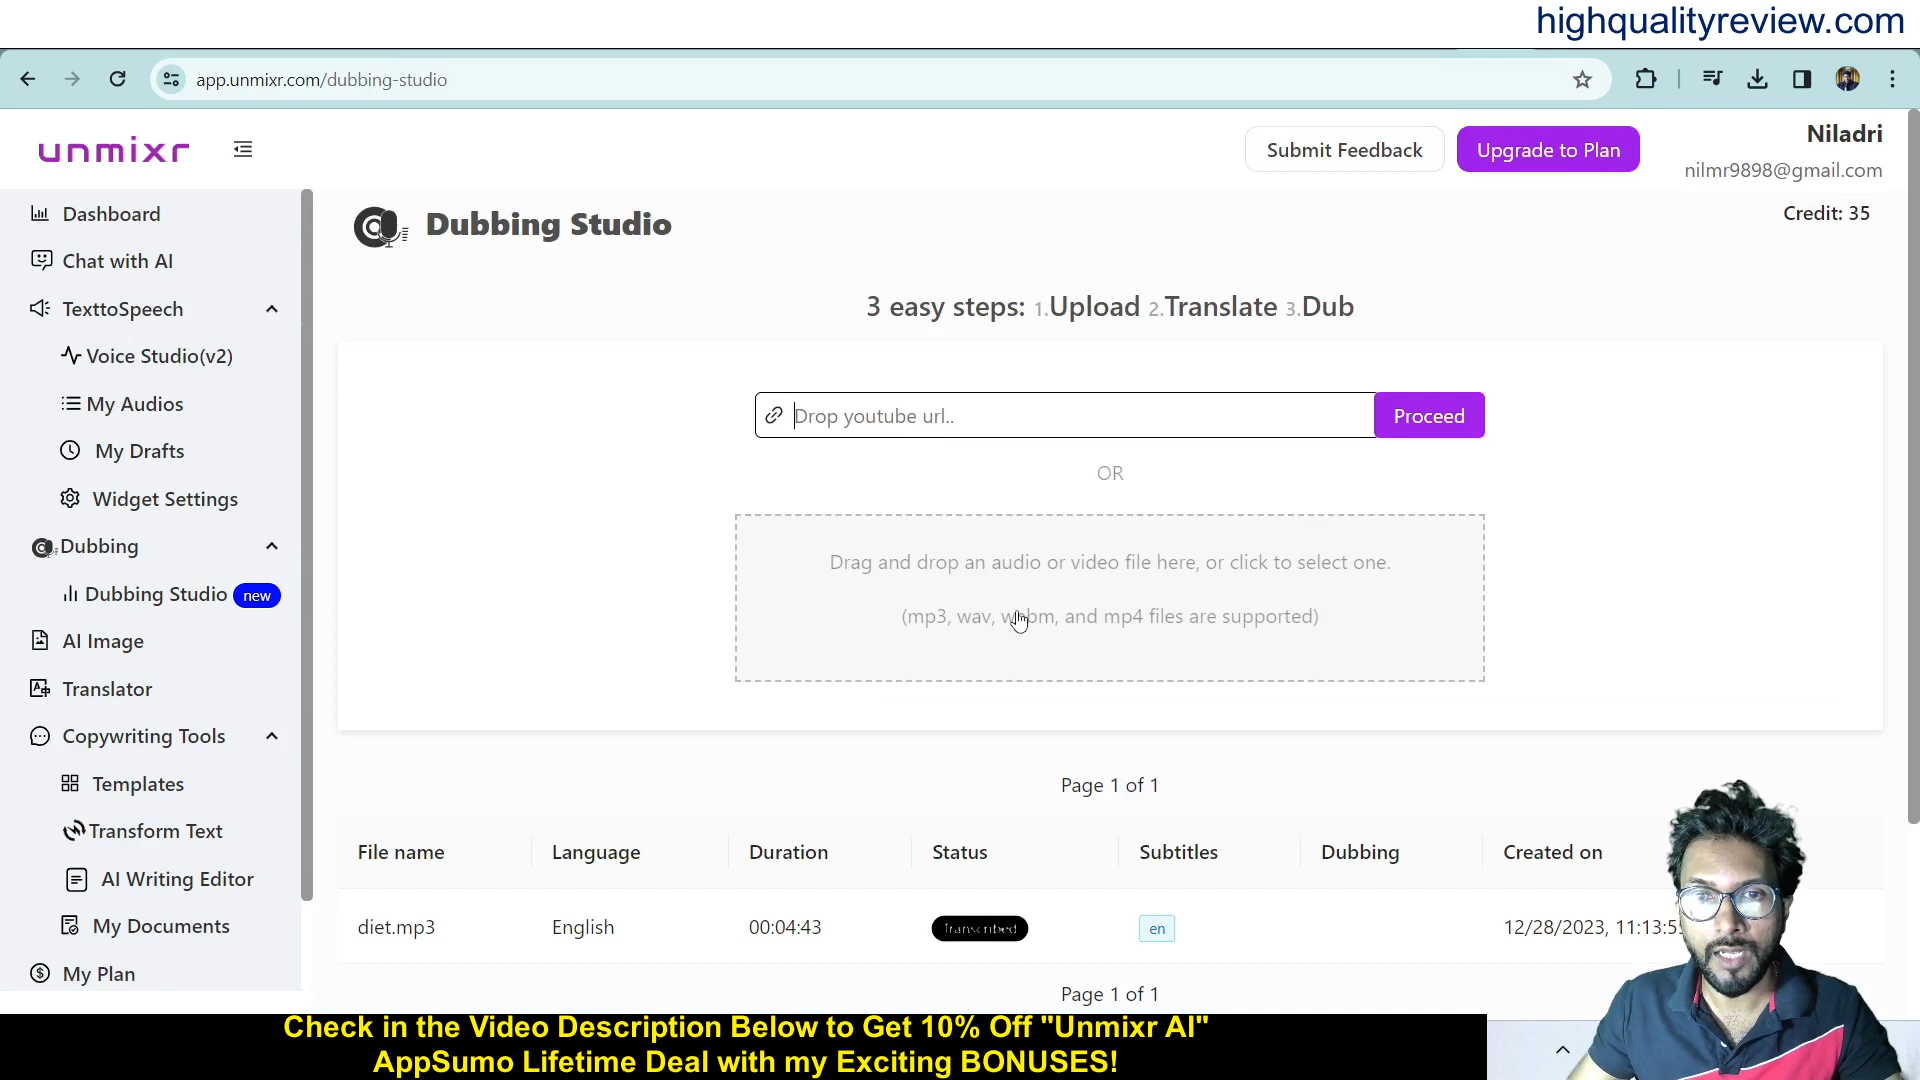 highqualityreview.com
app.unmixr.com/dubbing-studio
unmixr
Submit Feedback
Upgrade to Plan
Niladri
nilmr9898@gmail.com
Dashboard
Chat with AI
TexttoSpeech
Voice Studio(v2)
My Audios
My Drafts
Widget Settings
Dubbing
Dubbing Studio new
AI Image
Translator
Copywriting Tools
Templates
Transform Text
AI Writing Editor
My Documents
My Plan
Dubbing Studio
Credit: 35
3 easy steps: 1.Upload 2.Translate 3.Dub
Drop youtube url..
Proceed
OR
Drag and drop an audio or video file here, or click to select one.
(mp3, wav, webm, and mp4 files are supported)
Page 1 of 1
File name Language Duration Status Subtitles Dubbing Created on
diet.mp3 English 00:04:43 Transcribed en 12/28/2023, 11:13:5
Page 1 of 1
Check in the Video Description Below to Get 10% Off "Unmixr AI"
AppSumo Lifetime Deal with my Exciting BONUSES!